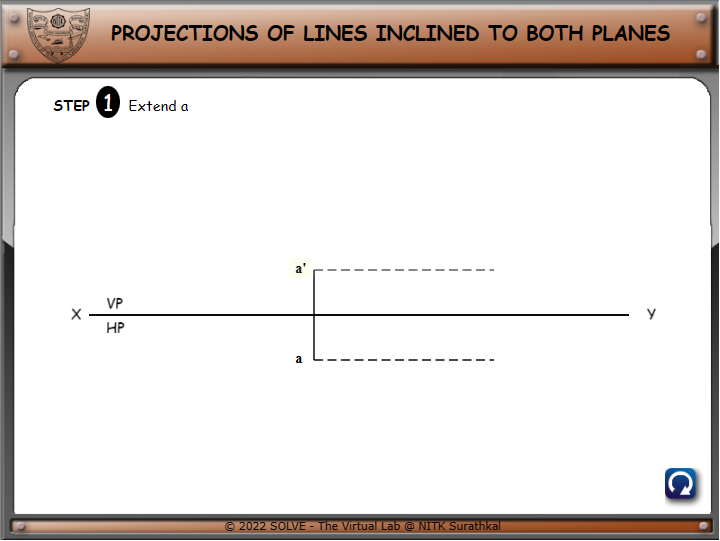 PROJECTIONS OF LINES INCLINED TO BOTH PLANES
STEP 1 Extend a
a'
VP
X
Y
HP
a
© 2022 SOLVE - The Virtual Lab @ NITK Surathkal